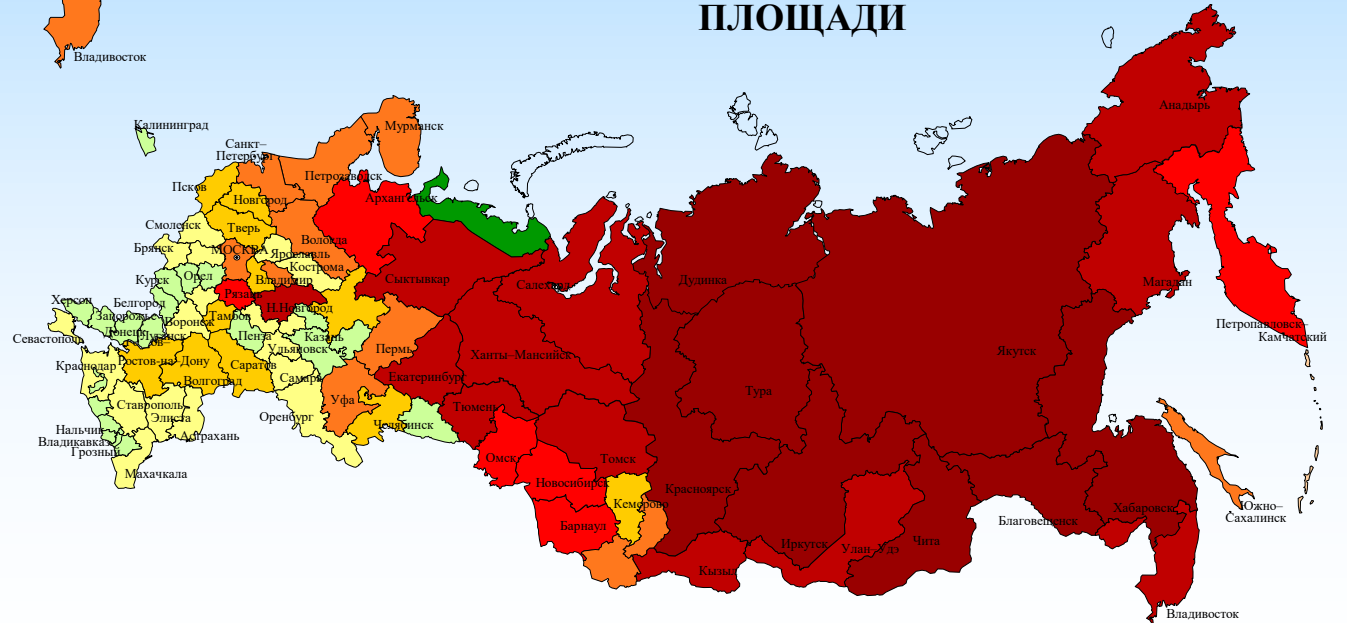 ПЛОЩАДИ
Владивосток
Анадырь
Калининград
Мурманск
Санкт–
Петербург
Петрозаводск
Псков
Архангельск
Новгород
Смоленск
Тверь
Вологда
Брянск
МОСКВА
Ярославль
Кострома
Сыктывкар
Салехард
Дудинка
Магадан
Курск
Орел
Владимир
Рязань
Херсон
Белгород
Н.Новгород
Запорожье
Воронеж
Тамбов
Петропавловск–
Камчатский
Донецк
Луганск
Пенза
Казань
Севастополь
Ульяновск
Пермь
Ханты–Мансийск
Якутск
Ростов–на–Дону
Краснодар
Саратов
Самара
Екатеринбург
Волгоград
Тура
Уфа
Ставрополь
Тюмень
Элиста
Оренбург
Челябинск
Нальчик
Астрахань
Владикавказ
Грозный
Омск
Томск
Махачкала
Новосибирск
Красноярск
Кемерово
Хабаровск
Южно–
Сахалинск
Барнаул
Благовещенск
Иркутск
Улан–Удэ
Чита
Кызыл
Владивосток